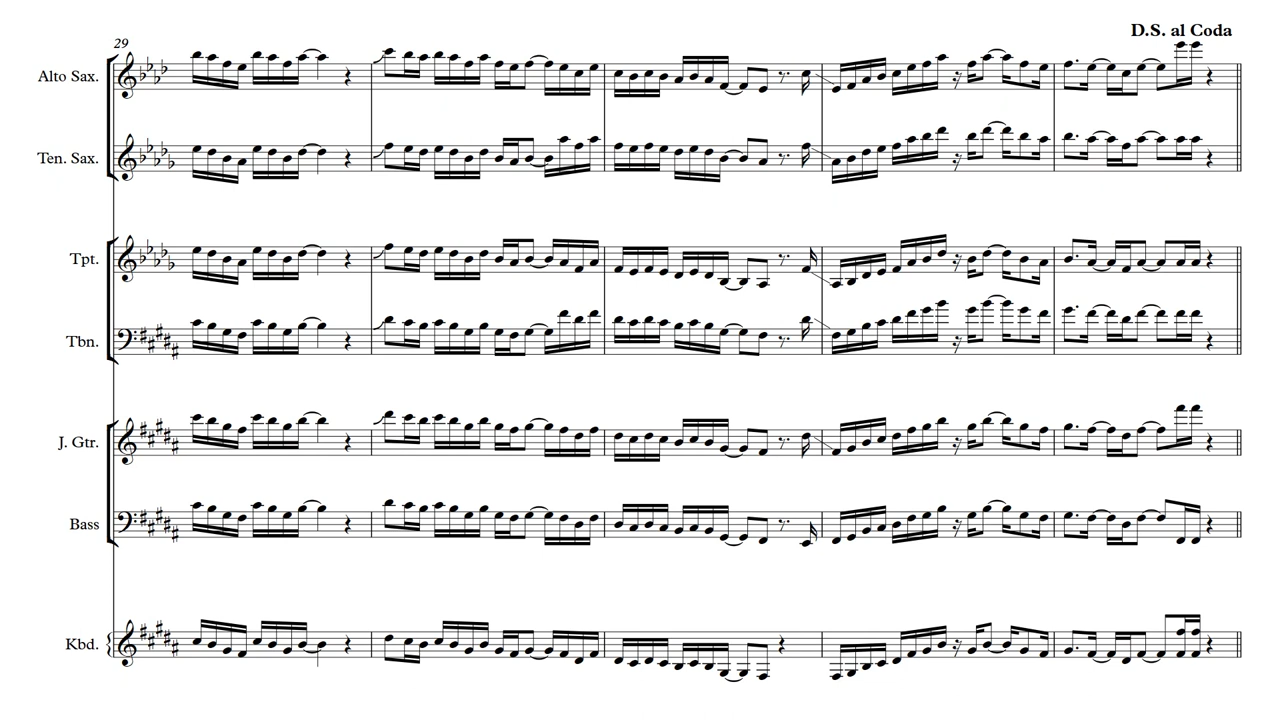 D.S. al Coda
29
Alto Sax.
Ten. Sax.
Tpt.
Tbn.
J. Gtr.
Bass
Kbd.